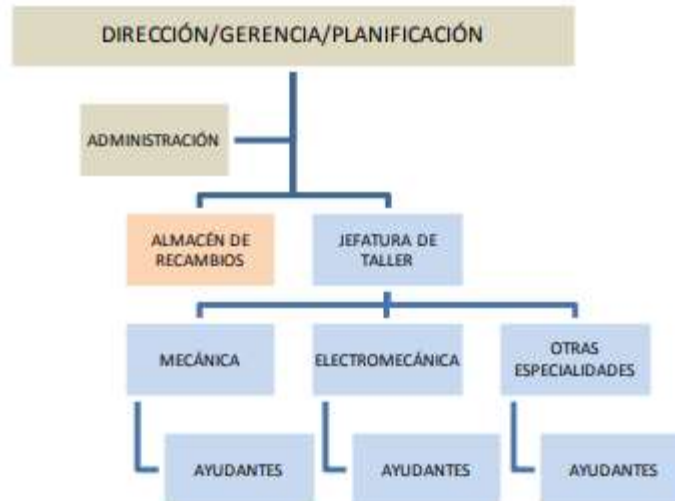 DIRECCIÓN/GERENCIA/PLANIFICACIÓN
ADMINISTRACIÓN
ALMACÉN DE
RECAMBIOS
JEFATURA DE
TALLER
MECÁNICA
ELECTROMECÁNICA
OTRAS
ESPECIALIDADES
AYUDANTES
AYUDANTES
AYUDANTES